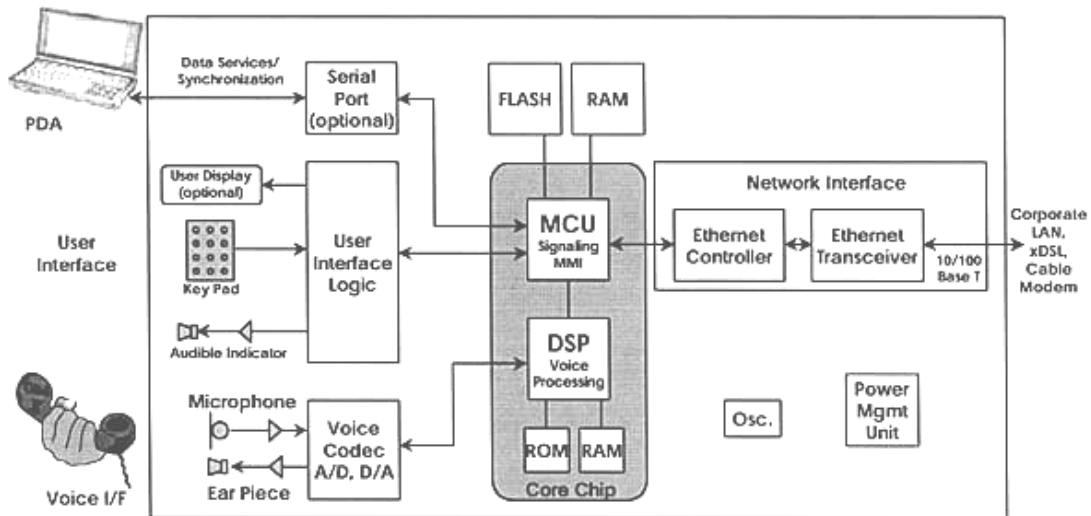 Data Services/
Synchronization
PDA
Serial
Port
(optional)
FLASH
RAM
User Display
(optional)
User
Interface
Key Pad
User
Interface
Logic
Audible Indicator
MCU
Signaling
MMI
Network Interface
Ethernet
Controller
Ethernet
Transceiver
10/100
Base T
Corporate
LAN,
xDSL,
Cable
Modem
DSP
Voice
Processing
Microphone
Voice
Codec
A/D, D/A
Ear Piece
Voice I/F
ROM
RAM
Core Chip
Osc.
Power
Mgmt
Unit